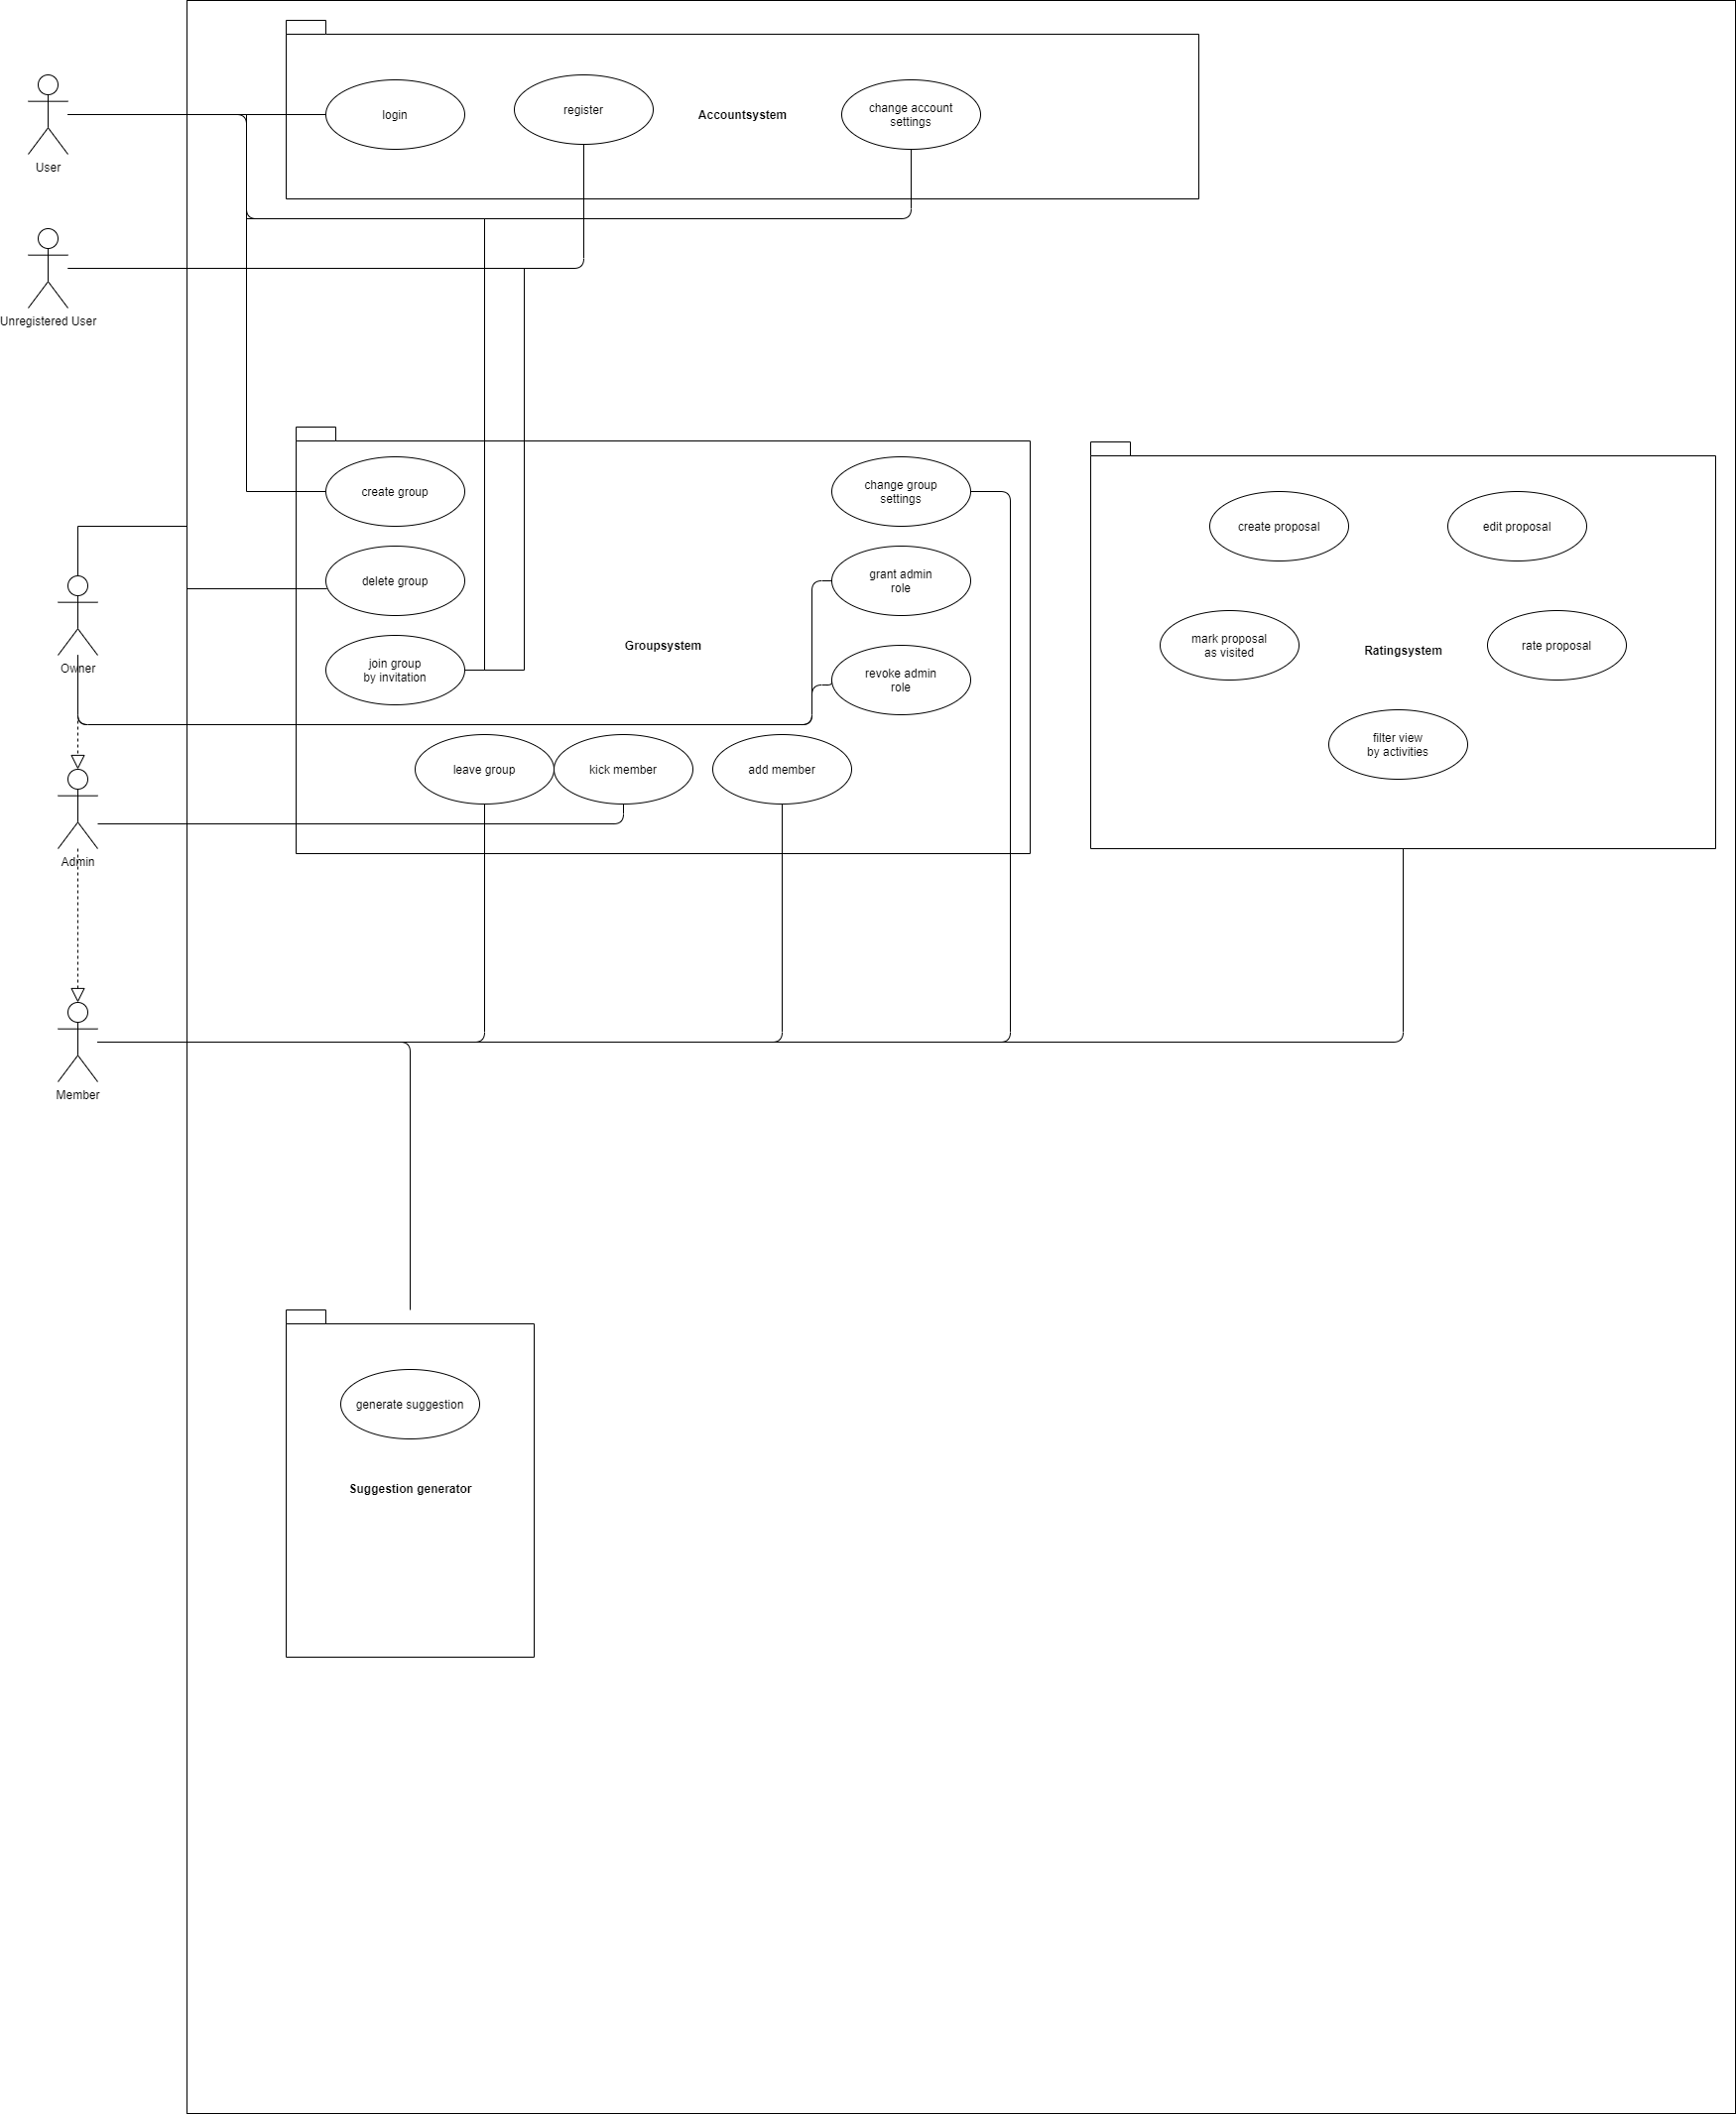 login
register
Accountsystem
change account
settings
User
Unregistered User
create group
change group
settings
create proposal
edit proposal
delete group
grant admin
role
Groupsystem
mark proposal
as visited
Ratingsystem
rate proposal
Owner
join group
by invitation
revoke admin
role
filter view
by activities
leave group
kick member
add member
Admin
Member
generate suggestion
Suggestion generator